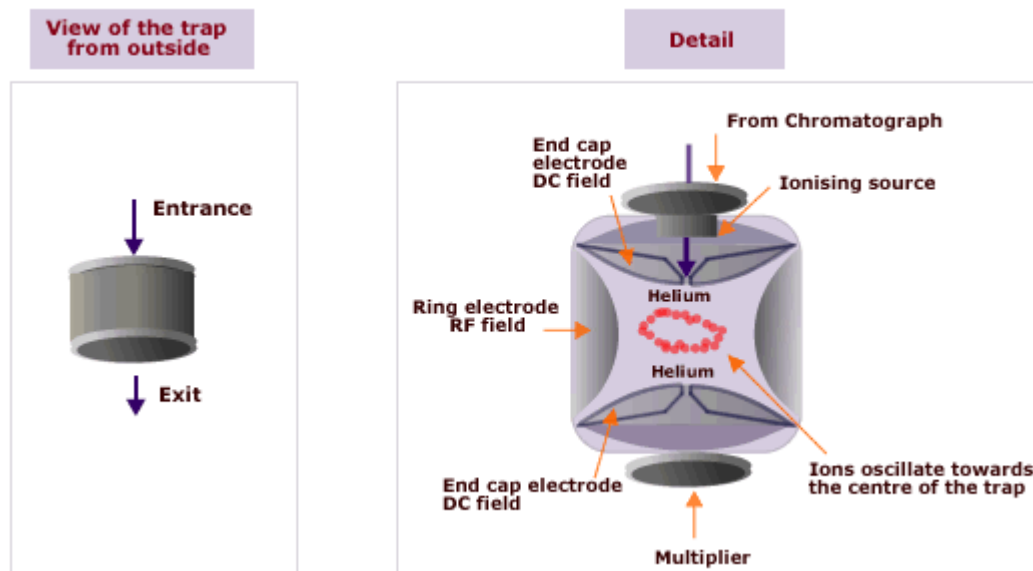 View of the trap
from outside
Entrance
Exit
Detail
From Chromatograph
End cap
electrode
DC field
Ionising source
Helium
Ring electrode
RF field
Helium
End cap electrode
DC field
Ions oscillate towards
the centre of the trap
Multiplier